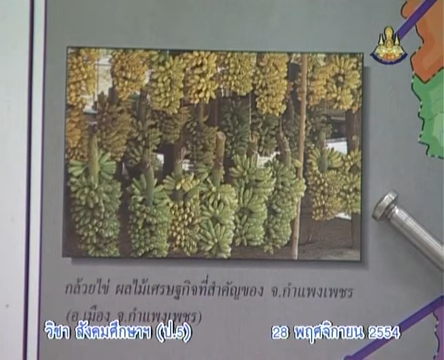 กล้วยไข่ ผลไม้เศรษฐกิจที่สำคัญของ จ.กำแพงเพชร
(อ.เมือง จ.กำแพงเพชร)
วิชา สังคมศึกษาฯ (ป.5)
28 พฤศจิกายน 2554